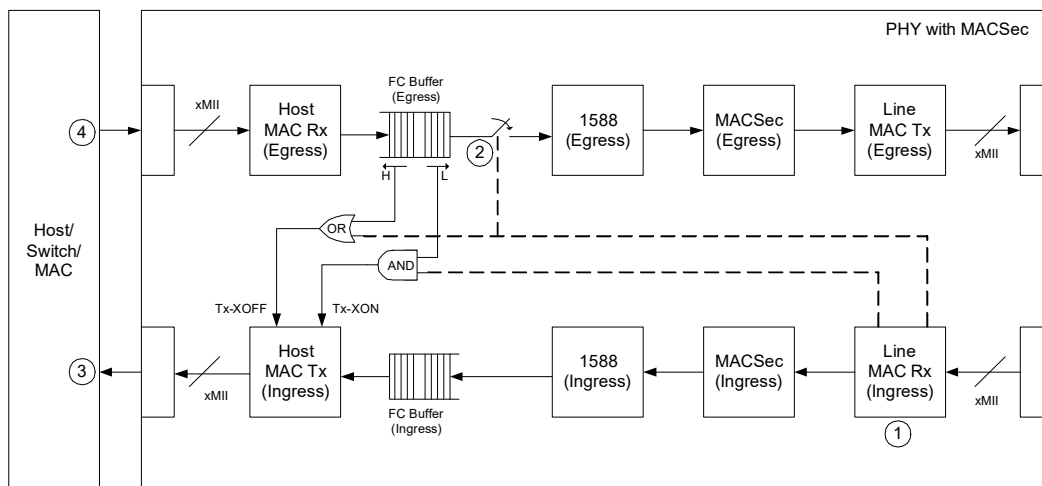 PHY with MACSec
FC Buffer
(Egress)
xMII
Host
MAC Rx
(Egress)
1588
(Egress)
MACSec
(Egress)
Line
MAC Tx
(Egress)
xMII
4
2
H
L
OR
AND
Host/
Switch/
MAC
Tx-XOFF
Tx-XON
3
xMII
Host
MAC Tx
(Ingress)
FC Buffer
(Ingress)
1588
(Ingress)
MACSec
(Ingress)
Line
MAC Rx
(Ingress)
xMII
1